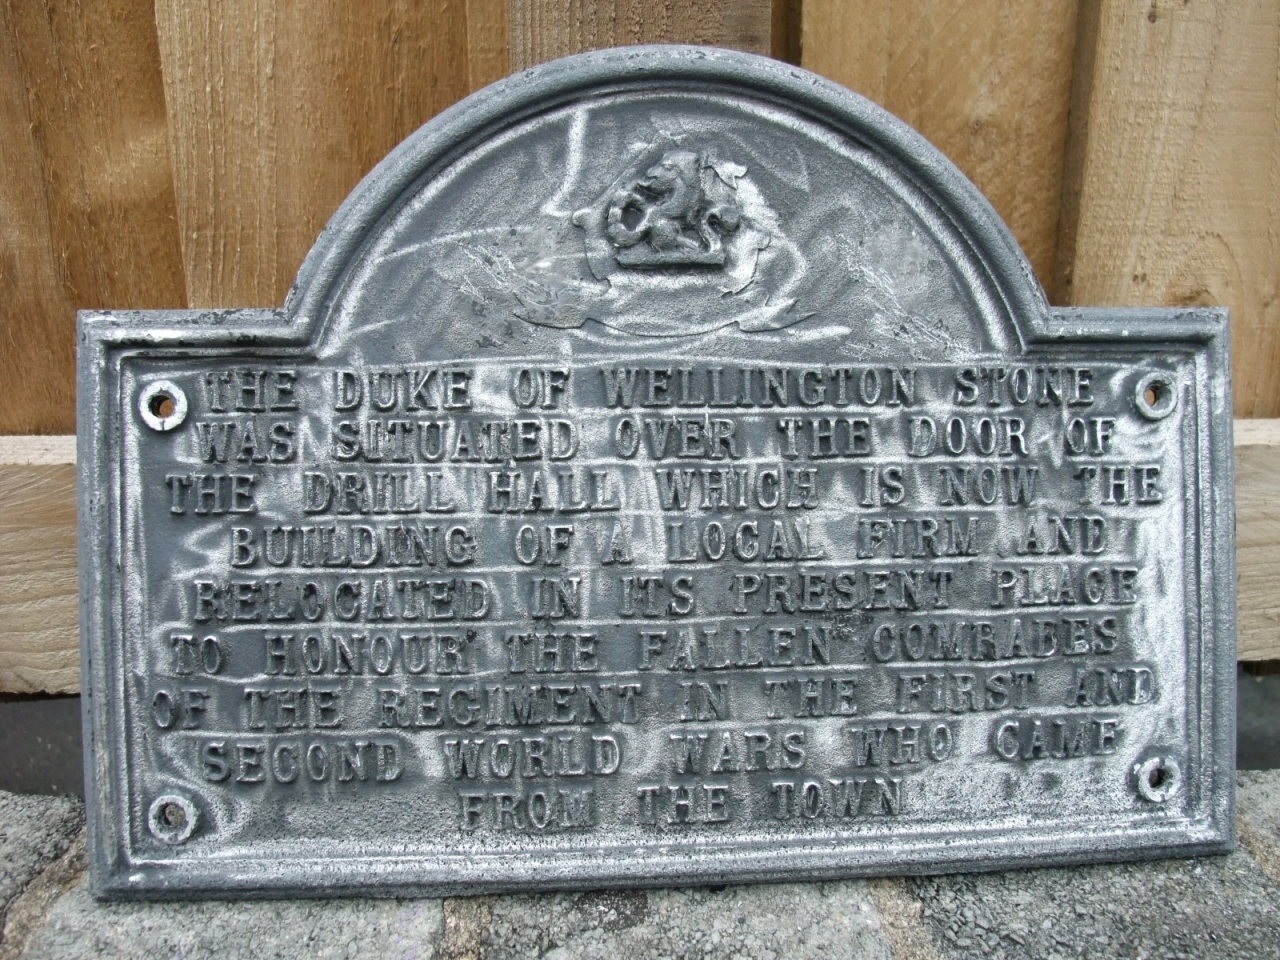 THE DUKE OF WELLINGTON STONE
WAS SITUATED OVER THE DOOR OF
THE DRILL HALL WHICH IS NOW THE
BUILDING OF A LOCAL FIRM AND
RELOCATED IN ITS PRESENT PLACE
TO HONOUR THE FALLEN COMRADES
OF THE REGIMENT IN THE FIRST AND
SECOND WORLD WARS WHO CAME
FROM THE TOWN